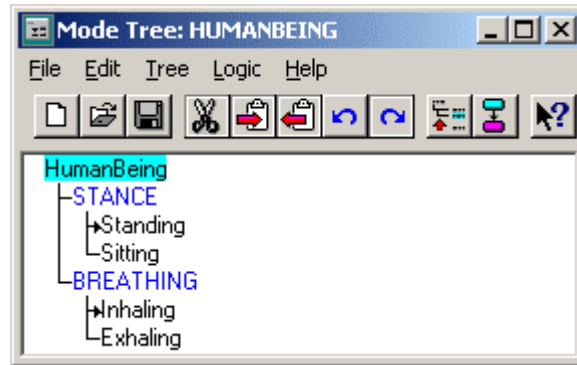 Mode Tree: HUMANBEING
File Edit Tree Logic Help
HumanBeing
STANCE
Standing
Sitting
BREATHING
Inhaling
Exhaling